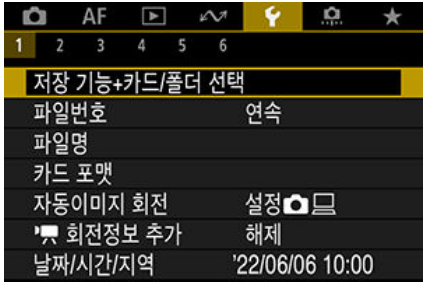 AF
1 2 3 4 5 6
저장 기능+카드/폴더 선택
파일번호 연속
파일명
카드 포맷
자동이미지 회전 설정
회전정보 추가 해제
날짜/시간/지역 '22/06/06 10:00